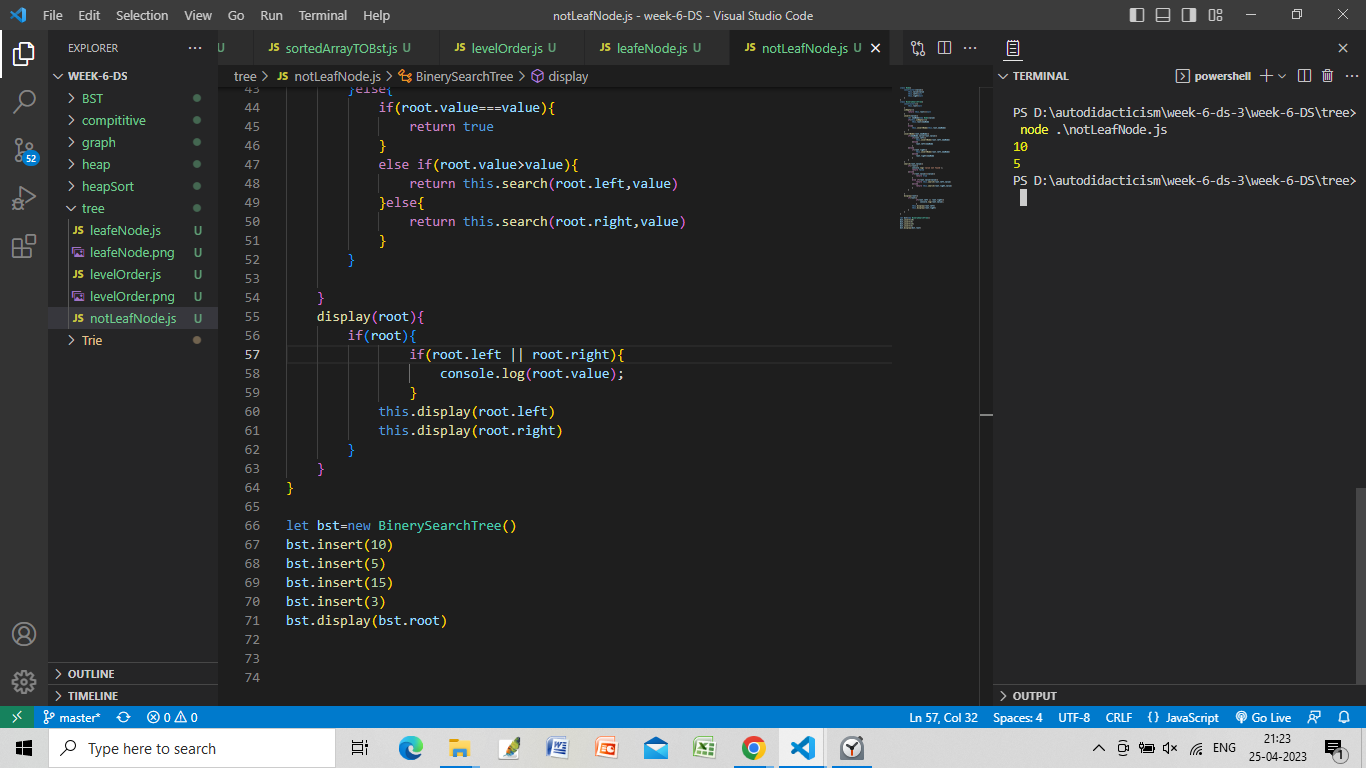 File Edit Selection View Go Run Terminal Help notLeafNode.js - week-6-DS - Visual Studio Code
EXPLORER
U JS sortedArrayTOBst.js U JS levelOrder.js U JS leafeNode.js U JS notLeafNode.js U
tree > JS notLeafNode.js > BinerySearchTree > display
WEEK-6-DS
BST
compititive
graph
heap
heapSort
tree
JS leafeNode.js U
leafeNode.png U
JS levelOrder.js U
levelOrder.png U
JS notLeafNode.js U
Trie
OUTLINE
TIMELINE
52
43 }else{
44 if(root.value===value){
45 return true
46 }
47 else if(root.value>value){
48 return this.search(root.left,value)
49 }else{
50 return this.search(root.right,value)
51 }
52 }
53
54 }
55 display(root){
56 if(root){
57 if(root.left || root.right){
58 console.log(root.value);
59 }
60 this.display(root.left)
61 this.display(root.right)
62 }
63 }
64 }
65
66 let bst=new BinerySearchTree()
67 bst.insert(10)
68 bst.insert(5)
69 bst.insert(15)
70 bst.insert(3)
71 bst.display(bst.root)
72
73
74
TERMINAL powershell
PS D:\autodidacticism\week-6-ds-3\week-6-DS\tree>
node .\notLeafNode.js
10
5
PS D:\autodidacticism\week-6-ds-3\week-6-DS\tree>
OUTPUT
master* 0 0 Ln 57, Col 32 Spaces: 4 UTF-8 CRLF {} JavaScript Go Live
Type here to search
ENG
21:23
25-04-2023
1